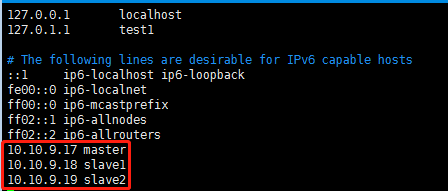 127.0.0.1 localhost
127.0.1.1 test1
# The following lines are desirable for IPv6 capable hosts
::1 ip6-localhost ip6-loopback
fe00::0 ip6-localnet
ff00::0 ip6-mcastprefix
ff02::1 ip6-allnodes
ff02::2 ip6-allrouters
10.10.9.17 master
10.10.9.18 slave1
10.10.9.19 slave2